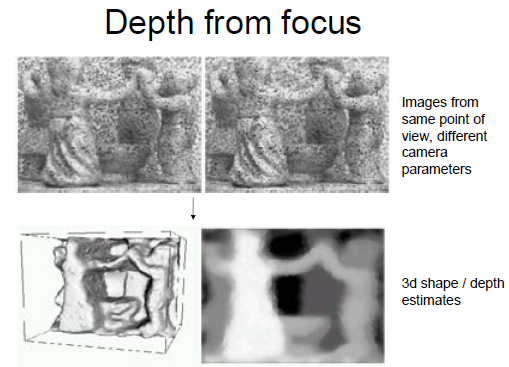 Depth from focus
Images from
same point of
view, different
camera
parameters
3d shape / depth
estimates